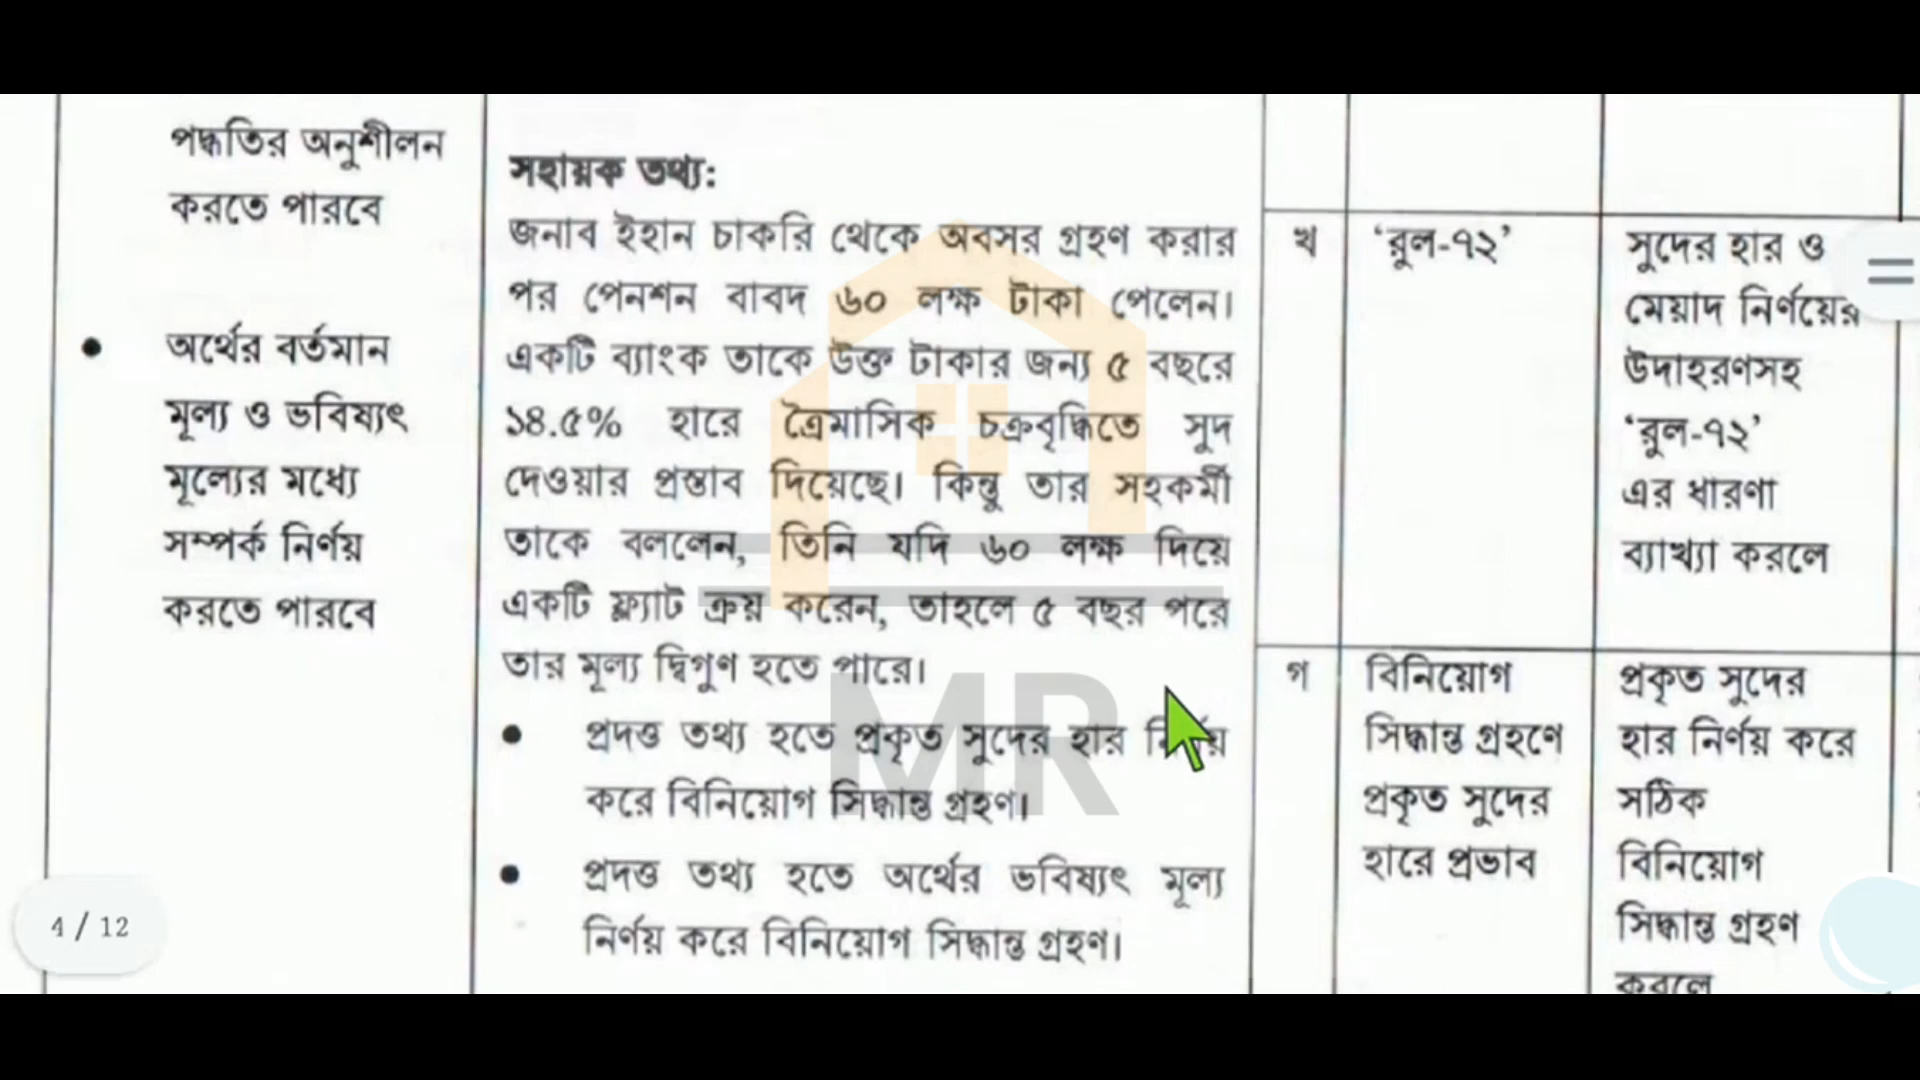 পদ্ধতির অনুশীলন
করতে পারবে
● অর্থের বর্তমান
মূল্য ও ভবিষ্যৎ
মূল্যের মধ্যে
সম্পর্ক নির্ণয়
করতে পারবে
সহায়ক তথ্য:
জনাব ইহান চাকরি থেকে অবসর গ্রহণ করার
পর পেনশন বাবদ ৬০ লক্ষ টাকা পেলেন।
একটি ব্যাংক তাকে উক্ত টাকার জন্য ৫ বছরে
১৪.৫% হারে ত্রৈমাসিক চক্রবৃদ্ধিতে সুদ
দেওয়ার প্রস্তাব দিয়েছে। কিন্তু তার সহকর্মী
তাকে বললেন, তিনি যদি ৬০ লক্ষ দিয়ে
একটি ফ্ল্যাট ক্রয় করেন, তাহলে ৫ বছর পরে
তার মূল্য দ্বিগুণ হতে পারে।
● প্রদত্ত তথ্য হতে প্রকৃত সুদের হার নির্ণয়
করে বিনিয়োগ সিদ্ধান্ত গ্রহণ।
● প্রদত্ত তথ্য হতে অর্থের ভবিষ্যৎ মূল্য
নির্ণয় করে বিনিয়োগ সিদ্ধান্ত গ্রহণ।
খ
‘রুল-৭২’
সুদের হার ও
মেয়াদ নির্ণয়ের
উদাহরণসহ
‘রুল-৭২’
এর ধারণা
ব্যাখ্যা করলে
গ
বিনিয়োগ
সিদ্ধান্ত গ্রহণে
প্রকৃত সুদের
হারে প্রভাব
প্রকৃত সুদের
হার নির্ণয় করে
সঠিক
বিনিয়োগ
সিদ্ধান্ত গ্রহণ
করলে
MR
4 / 12